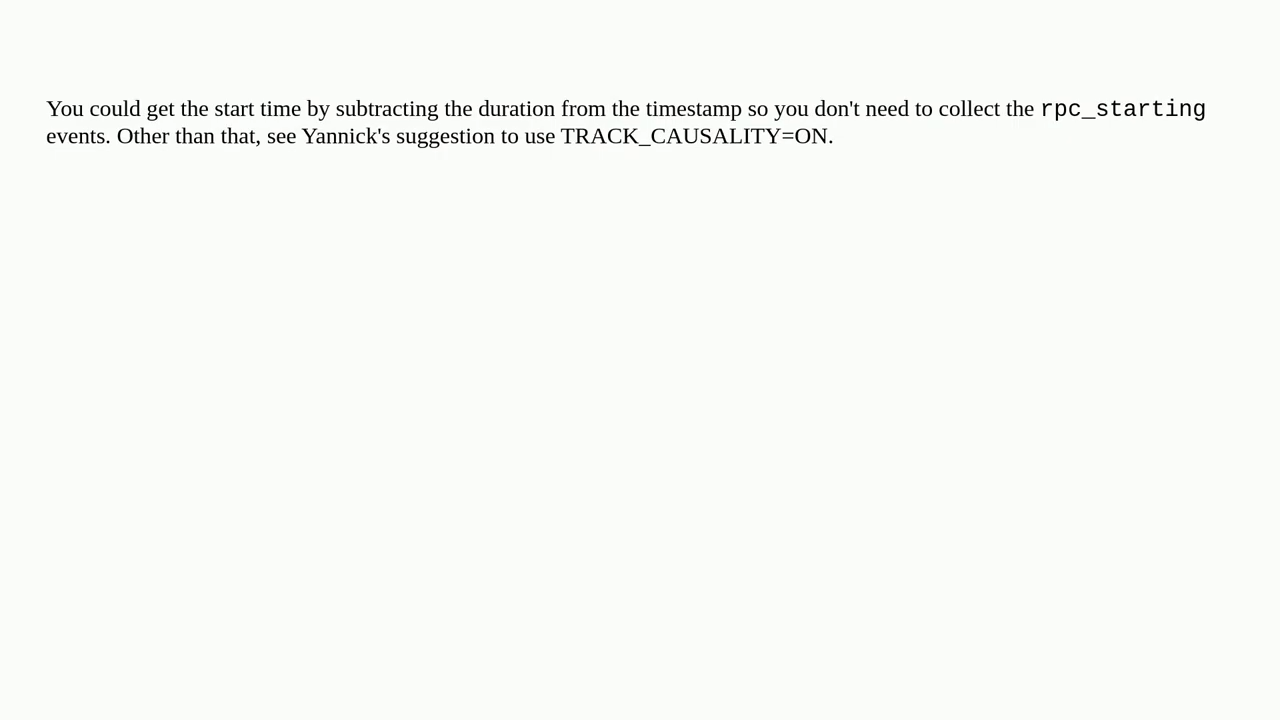 You could get the start time by subtracting the duration from the timestamp so you don't need to collect the rpc_starting
events. Other than that, see Yannick's suggestion to use TRACK_CAUSALITY=ON.